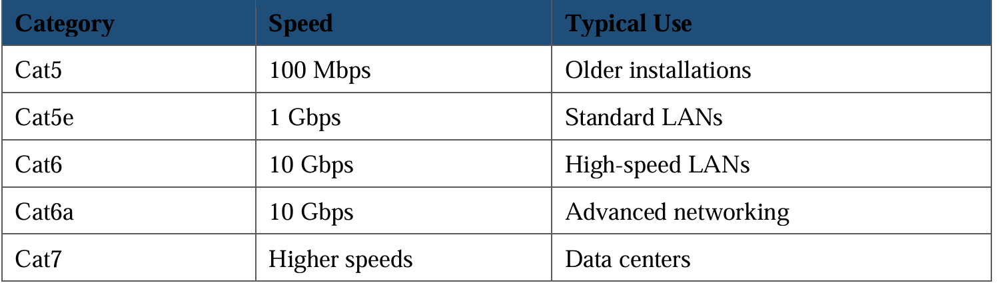 Category Speed Typical Use
Cat5 100 Mbps Older installations
Cat5e 1 Gbps Standard LANs
Cat6 10 Gbps High-speed LANs
Cat6a 10 Gbps Advanced networking
Cat7 Higher speeds Data centers